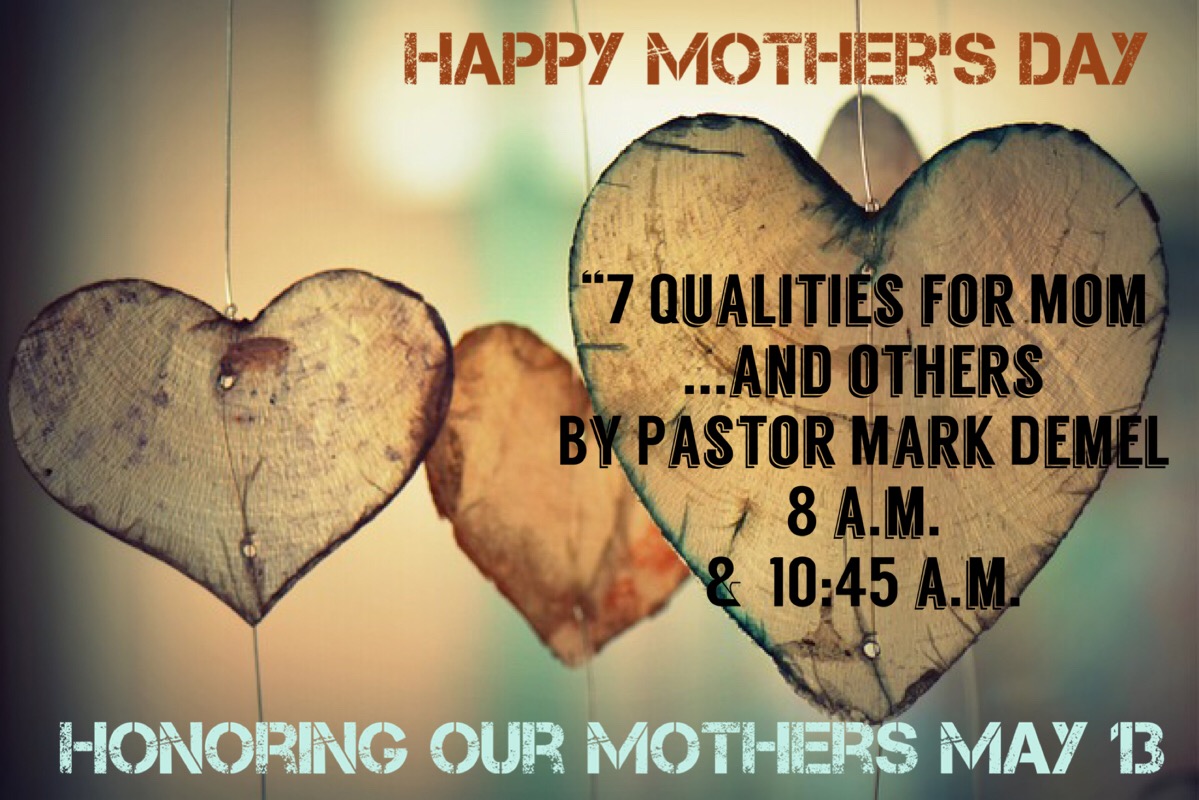 HAPPY MOTHER'S DAY
“7 QUALITIES FOR MOM
...AND OTHERS
BY PASTOR MARK DEMEL
8 A.M.
& 10:45 A.M.
HONORING OUR MOTHERS MAY 13